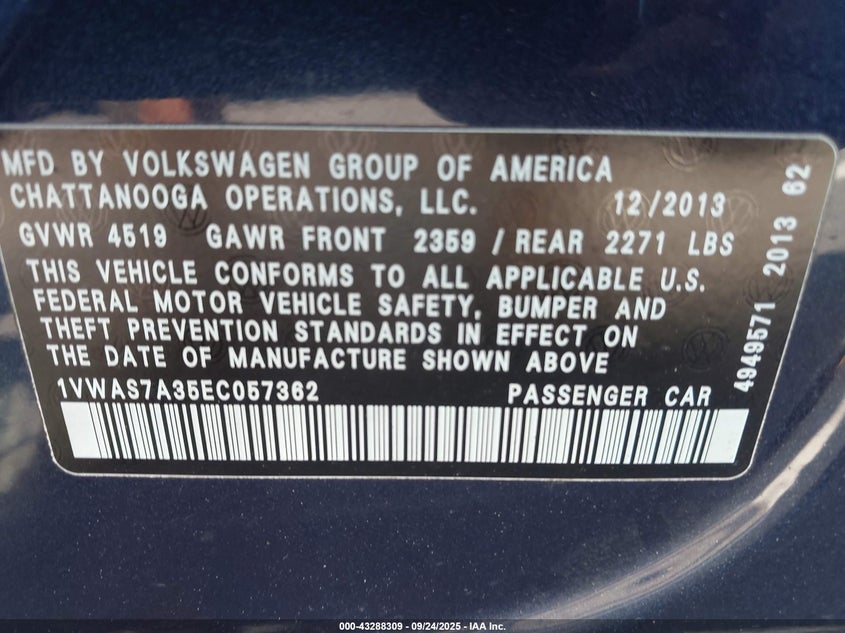 MFD BY VOLKSWAGEN GROUP OF AMERICA
CHATTANOOGA OPERATIONS, LLC. 12/2013
GVWR 4519 GAWR FRONT 2359 / REAR 2271 LBS
THIS VEHICLE CONFORMS TO ALL APPLICABLE U.S.
FEDERAL MOTOR VEHICLE SAFETY, BUMPER AND
THEFT PREVENTION STANDARDS IN EFFECT ON
THE DATE OF MANUFACTURE SHOWN ABOVE
1VWAS7A35EC057362 PASSENGER CAR
4949571 2013 62
000-43288309 - 09/24/2025 - IAA Inc.